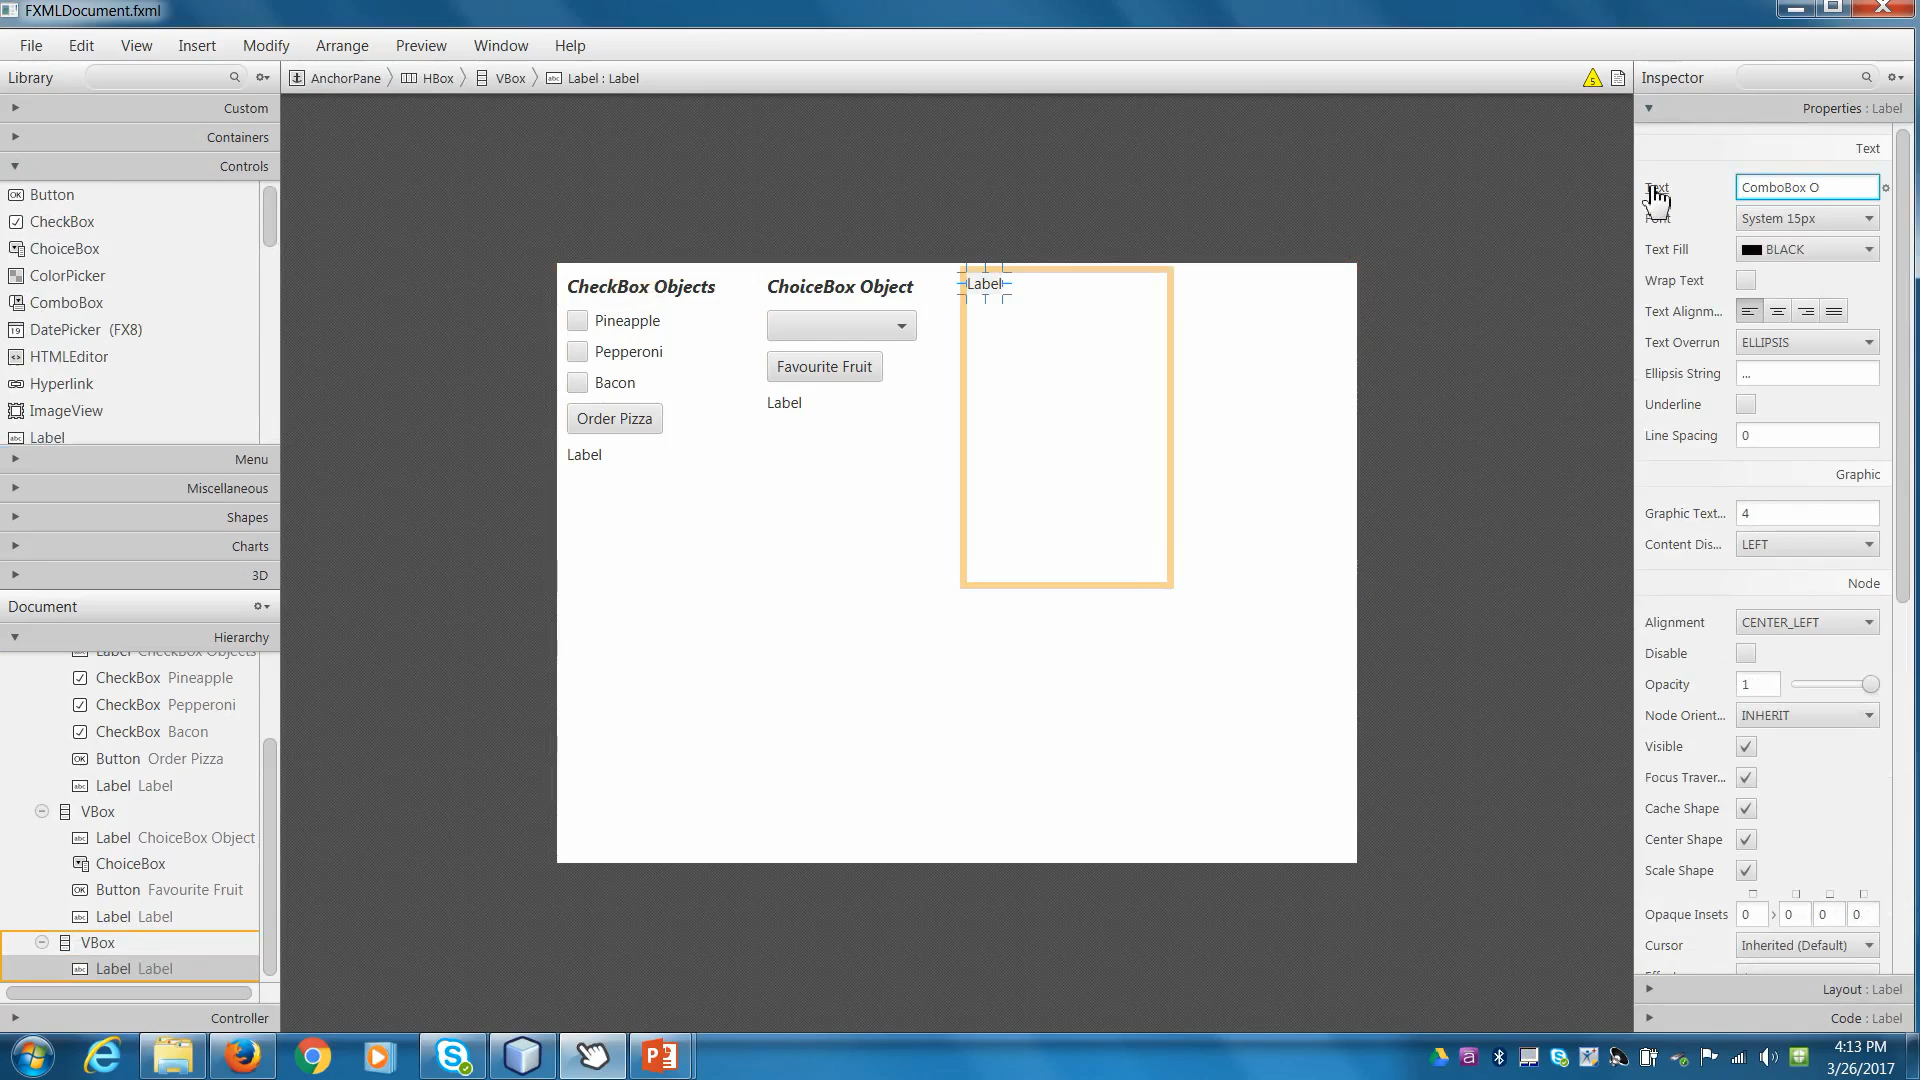 FXMLDocument.fxml
File Edit View Insert Modify Arrange Preview Window Help
Library
AnchorPane HBox VBox Label : Label
5
Inspector
Custom
Containers
Controls
Button
CheckBox
ChoiceBox
ColorPicker
ComboBox
DatePicker (FX8)
HTMLEditor
Hyperlink
ImageView
Label
Menu
Miscellaneous
Shapes
Charts
3D
Document
Hierarchy
Label CheckBox Objects
CheckBox Pineapple
CheckBox Pepperoni
CheckBox Bacon
Button Order Pizza
Label Label
VBox
Label ChoiceBox Object
ChoiceBox
Button Favourite Fruit
Label Label
VBox
Label Label
Controller
CheckBox Objects
Pineapple
Pepperoni
Bacon
Order Pizza
Label
ChoiceBox Object
Favourite Fruit
Label
Label
Properties : Label
Text
Text ComboBox O
Font System 15px
Text Fill BLACK
Wrap Text
Text Alignm...
Text Overrun ELLIPSIS
Ellipsis String ...
Underline
Line Spacing 0
Graphic
Graphic Text... 4
Content Dis... LEFT
Node
Alignment CENTER_LEFT
Disable
Opacity 1
Node Orient... INHERIT
Visible
Focus Traver...
Cache Shape
Center Shape
Scale Shape
Opaque Insets 0 0 0 0
Cursor Inherited (Default)
Layout : Label
Code : Label
4:13 PM
3/26/2017